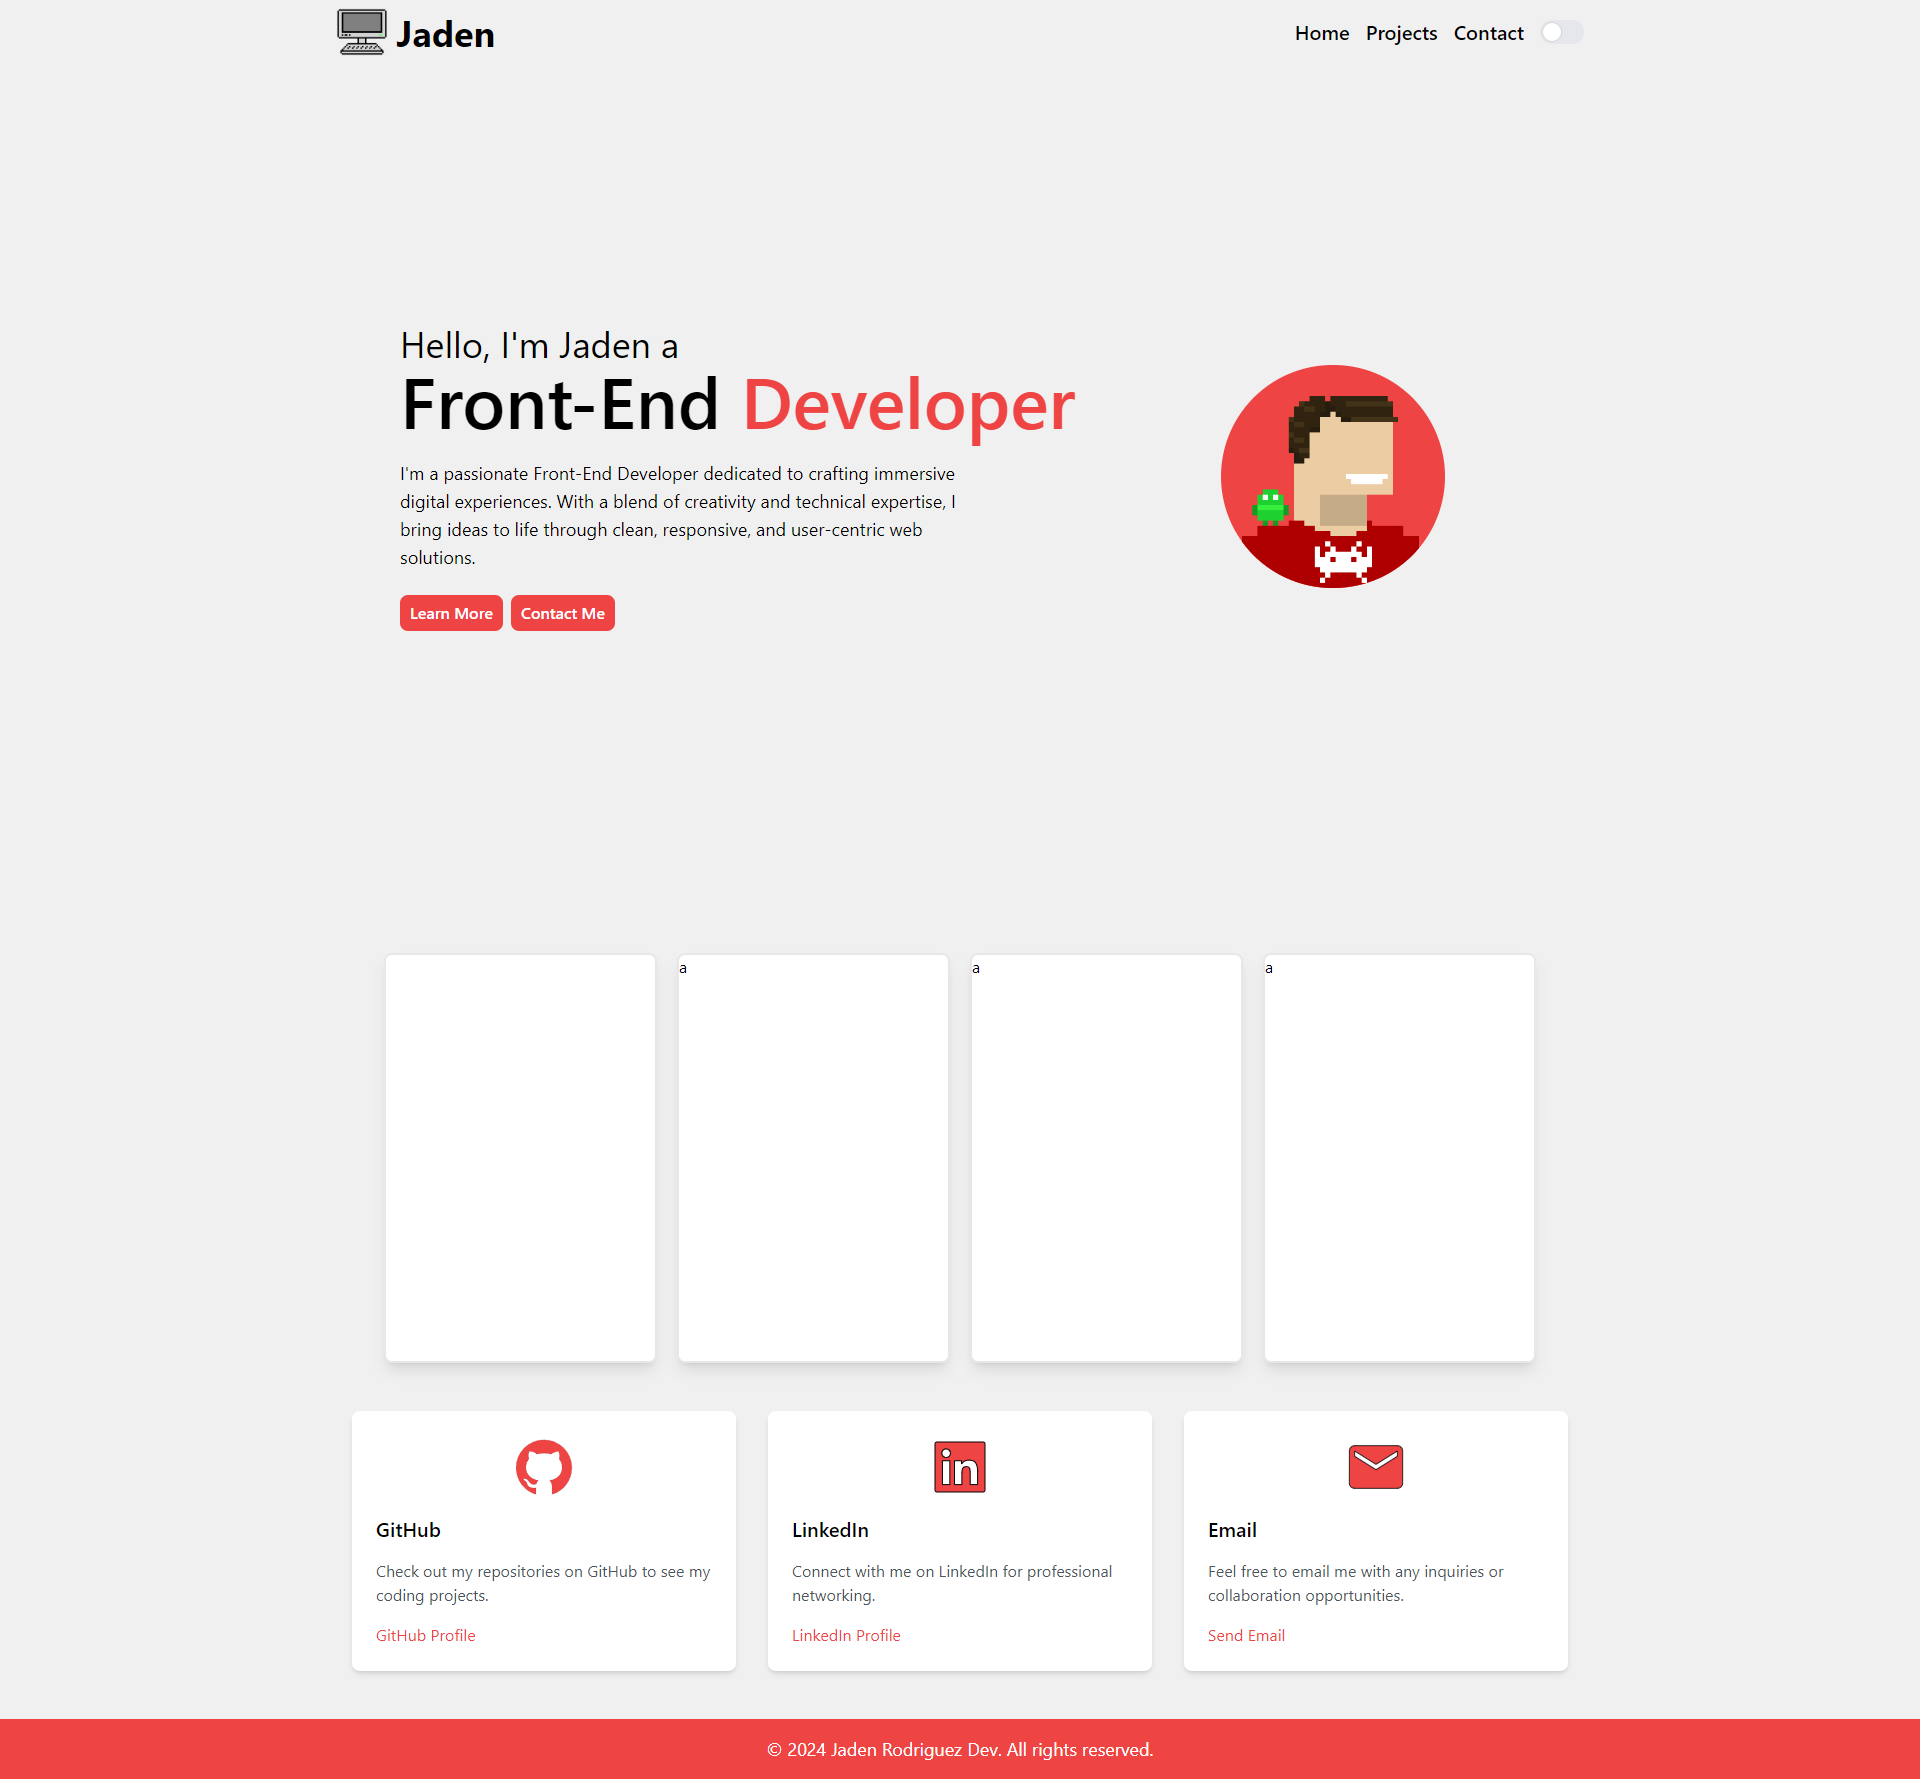 Jaden
Home Projects Contact
Hello, I'm Jaden a
Front-End Developer
I'm a passionate Front-End Developer dedicated to crafting immersive
digital experiences. With a blend of creativity and technical expertise, I
bring ideas to life through clean, responsive, and user-centric web
solutions.
Learn More Contact Me
a a a
GitHub
Check out my repositories on GitHub to see my
coding projects.
GitHub Profile
in
LinkedIn
Connect with me on LinkedIn for professional
networking.
LinkedIn Profile
Email
Feel free to email me with any inquiries or
collaboration opportunities.
Send Email
© 2024 Jaden Rodriguez Dev. All rights reserved.